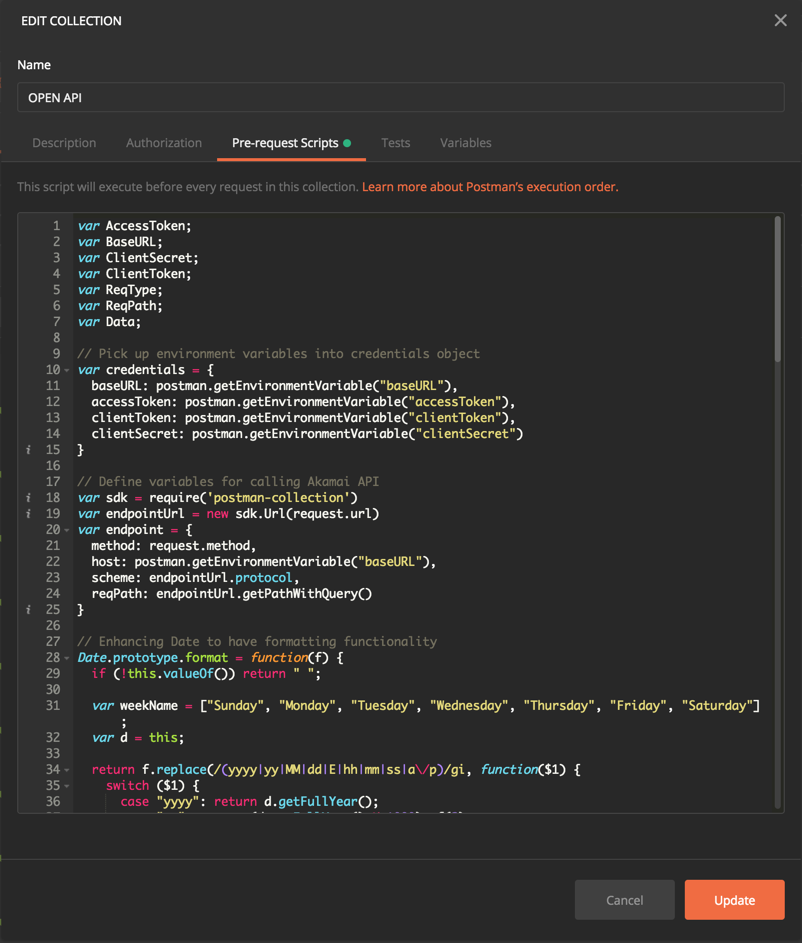 EDIT COLLECTION
Name
OPEN API
Description Authorization Pre-request Scripts Tests Variables
This script will execute before every request in this collection. Learn more about Postman's execution order.
1 var AccessToken;
2 var BaseURL;
3 var ClientSecret;
4 var ClientToken;
5 var ReqType;
6 var ReqPath;
7 var Data;
8
9 // Pick up environment variables into credentials object
10 var credentials = {
11 baseURL: postman.getEnvironmentVariable("baseURL"),
12 accessToken: postman.getEnvironmentVariable("accessToken"),
13 clientToken: postman.getEnvironmentVariable("clientToken"),
14 clientSecret: postman.getEnvironmentVariable("clientSecret")
i 15 }
16
17 // Define variables for calling Akamai API
i 18 var sdk = require('postman-collection')
i 19 var endpointUrl = new sdk.Url(request.url)
20 var endpoint = {
21 method: request.method,
22 host: postman.getEnvironmentVariable("baseURL"),
23 scheme: endpointUrl.protocol,
24 reqPath: endpointUrl.getPathWithQuery()
i 25 }
26
27 // Enhancing Date to have formatting functionality
28 Date.prototype.format = function(f) {
29 if (!this.valueOf()) return " ";
30
31 var weekName = ["Sunday", "Monday", "Tuesday", "Wednesday", "Thursday", "Friday", "Saturday"]
;
32 var d = this;
33
34 return f.replace(/(yyyy|yy|MM|dd|E|hh|mm|ss|a\/p)/gi, function($1) {
35 switch ($1) {
36 case "yyyy": return d.getFullYear();
Cancel Update